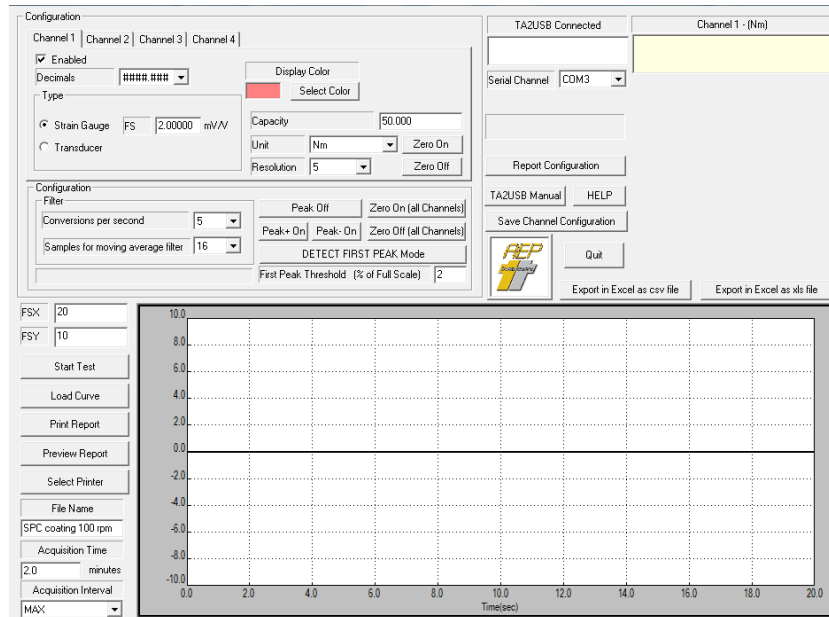 Configuration
Channel 1 Channel 2 Channel 3 Channel 4
Enabled
Decimals ####.###
Type
Strain Gauge FS 2.00000 mV/V
Transducer
Display Color
Select Color
Capacity 50.000
Unit Nm Zero On
Resolution 5 Zero Off
Configuration
Filter
Conversions per second 5
Samples for moving average filter 16
Peak Off Zero On (all Channels)
Peak+ On Peak- On Zero Off (all Channels)
DETECT FIRST PEAK Mode
First Peak Threshold (% of Full Scale) 2
TA2USB Connected
Serial Channel COM3
Report Configuration
TA2USB Manual HELP
Save Channel Configuration
AEP
Quit
Export in Excel as csv file Export in Excel as xls file
Channel 1 - (Nm)
FSX 20
FSY 10
Start Test
Load Curve
Print Report
Preview Report
Select Printer
File Name
SPC coating 100 rpm
Acquisition Time
2.0 minutes
Acquisition Interval
MAX
10.0
8.0
6.0
4.0
2.0
0.0
-2.0
-4.0
-6.0
-8.0
-10.0
0.0 2.0 4.0 6.0 8.0 10.0 12.0 14.0 16.0 18.0 20.0
Time(sec)